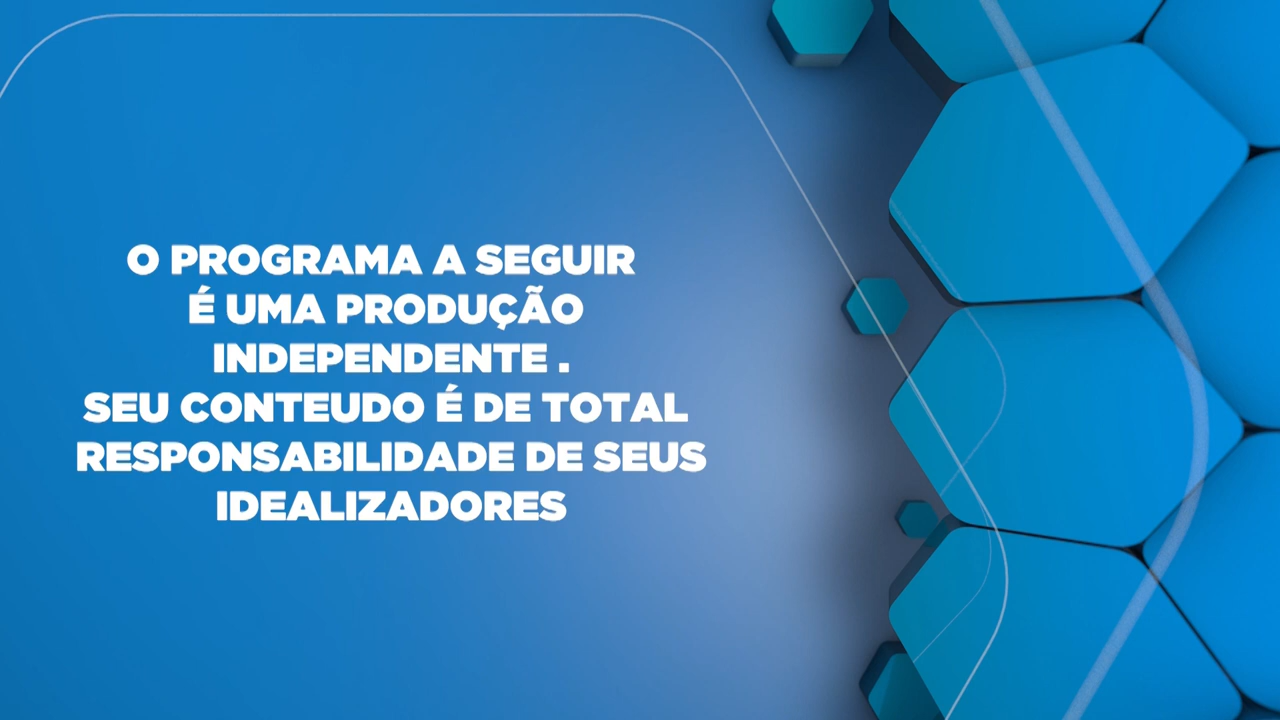 O PROGRAMA A SEGUIR
É UMA PRODUÇÃO
INDEPENDENTE .
SEU CONTEUDO É DE TOTAL
RESPONSABILIDADE DE SEUS
IDEALIZADORES